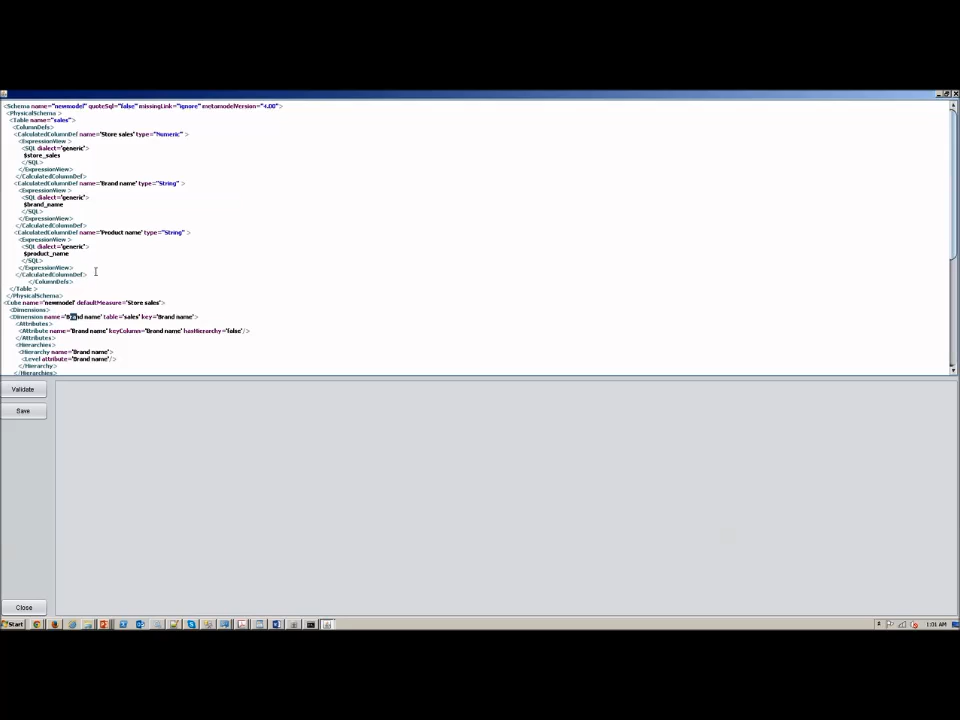 <Schema name="newmodel" quoteSql="false" missingLink="ignore" metamodelVersion="4.00">
<PhysicalSchema >
<Table name="sales">
<ColumnDefs>
<CalculatedColumnDef name='Store sales' type="Numeric" >
<ExpressionView >
<SQL dialect='generic'>
$store_sales
</SQL>
</ExpressionView>
</CalculatedColumnDef>
<CalculatedColumnDef name='Brand name' type="String" >
<ExpressionView >
<SQL dialect='generic'>
$brand_name
</SQL>
</ExpressionView>
</CalculatedColumnDef>
<CalculatedColumnDef name='Product name' type="String" >
<ExpressionView >
<SQL dialect='generic'>
$product_name
</SQL>
</ExpressionView>
</CalculatedColumnDef>
</ColumnDefs>
</Table >
</PhysicalSchema>
<Cube name='newmodel' defaultMeasure='Store sales'>
<Dimensions>
<Dimension name='Brand name' table='sales' key='Brand name'>
<Attributes>
<Attribute name='Brand name' keyColumn='Brand name' hasHierarchy='false'/>
</Attributes>
<Hierarchies>
<Hierarchy name='Brand name'>
<Level attribute='Brand name'/>
</Hierarchy>
</Hierarchies>
Validate
Save
Close
Start
1:01 AM